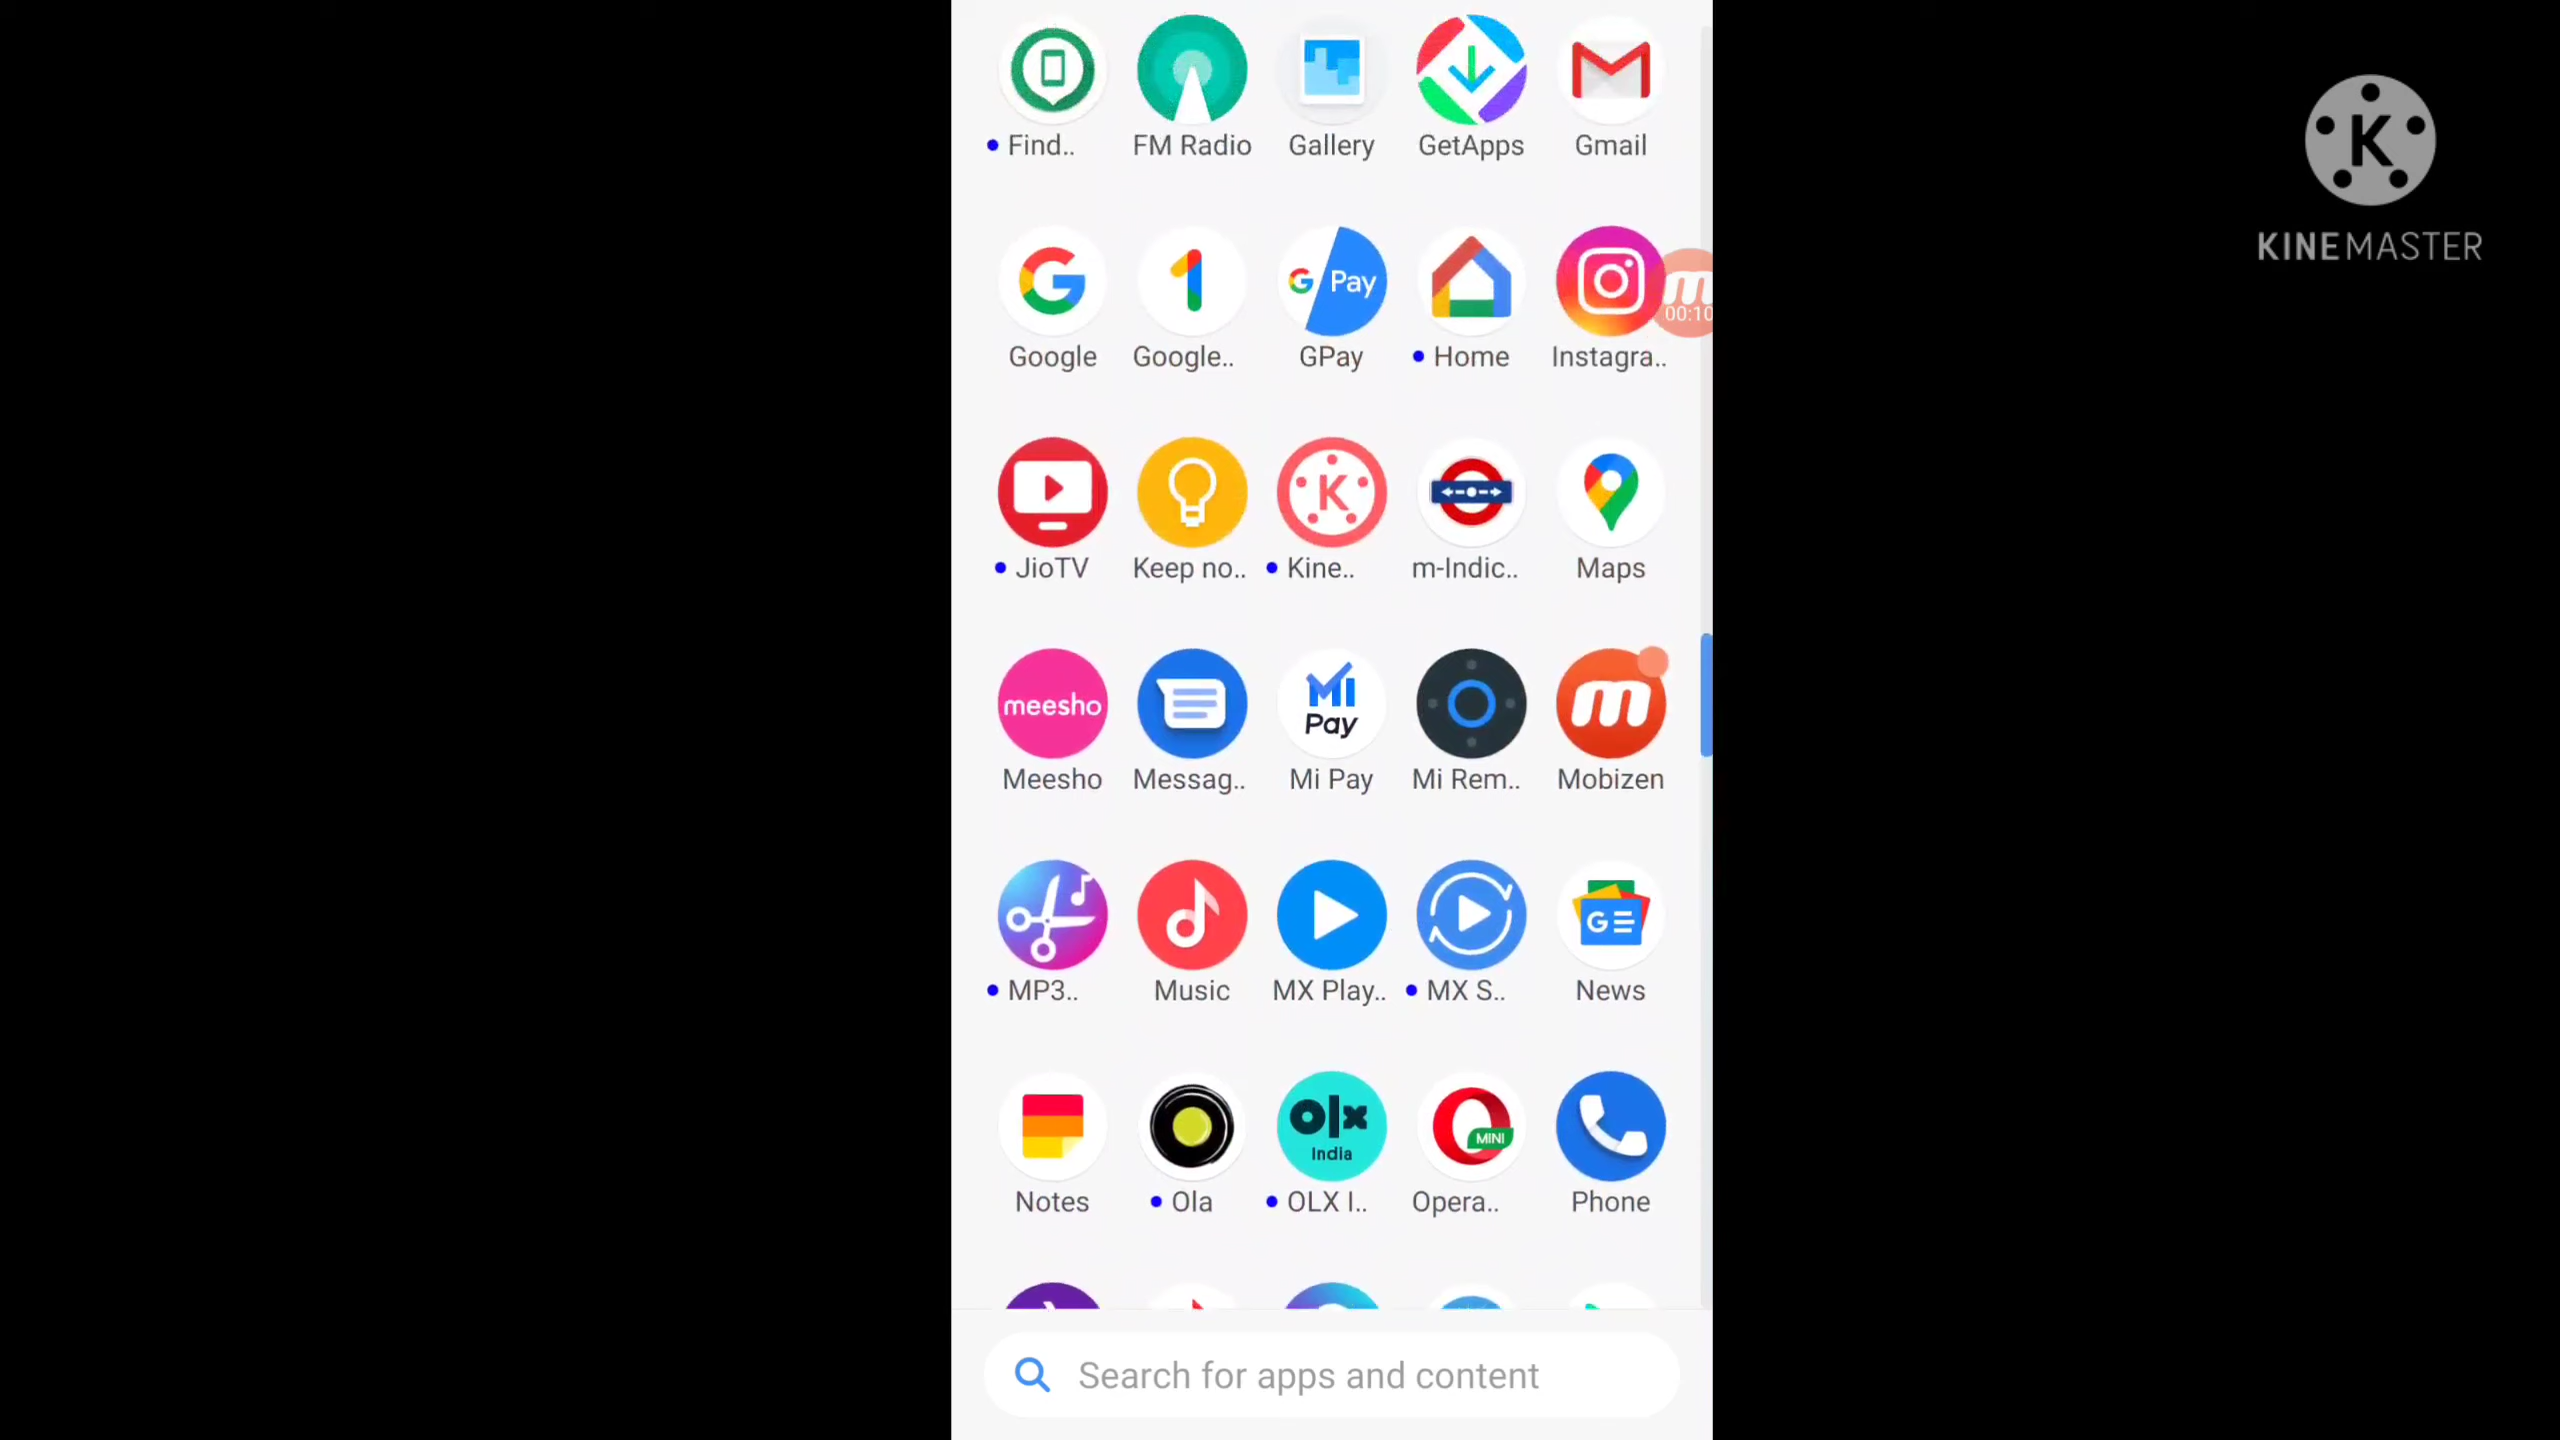 Find.. FM Radio Gallery GetApps Gmail
K
KINEMASTER
G Pay
m
00:10
Google Google.. GPay Home Instagra..
K
JioTV Keep no.. Kine.. m-Indic.. Maps
meesho MI Pay m
Meesho Messag.. Mi Pay Mi Rem.. Mobizen
G
MP3.. Music MX Play.. MX S.. News
olx India MINI
Notes Ola OLX I.. Opera.. Phone
Search for apps and content